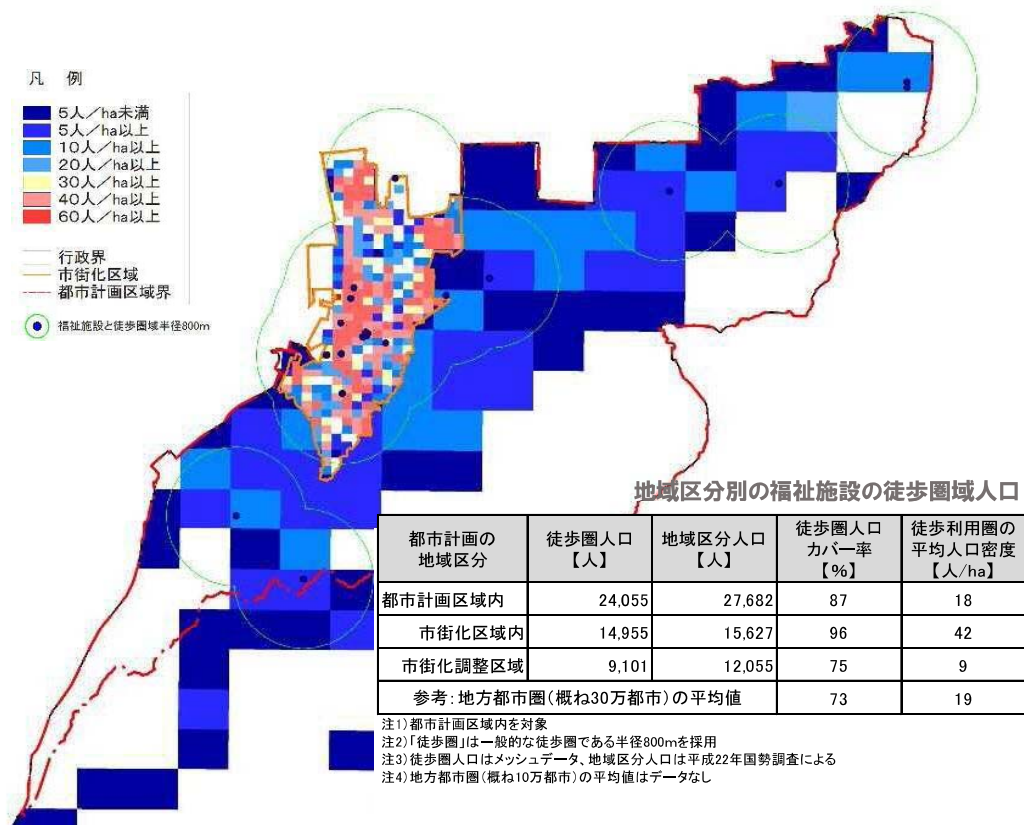 凡 例
5人/ha未満
5人/ha以上
10人/ha以上
20人/ha以上
30人/ha以上
40人/ha以上
60人/ha以上
行政界
市街化区域
都市計画区域界
福祉施設と徒歩圏域半径800m
地域区分別の福祉施設の徒歩圏域人口
都市計画の
地域区分
徒歩圏人口
【人】
地域区分人口
【人】
徒歩圏人口
カバー率
【%】
徒歩利用圏の
平均人口密度
【人/ha】
都市計画区域内 24,055 27,682 87 18
市街化区域内 14,955 15,627 96 42
市街化調整区域 9,101 12,055 75 9
参考:地方都市圏(概ね30万都市)の平均値 73 19
注1)都市計画区域内を対象
注2)「徒歩圏」は一般的な徒歩圏である半径800mを採用
注3)徒歩圏人口はメッシュデータ、地域区分人口は平成22年国勢調査による
注4)地方都市圏(概ね10万都市)の平均値はデータなし